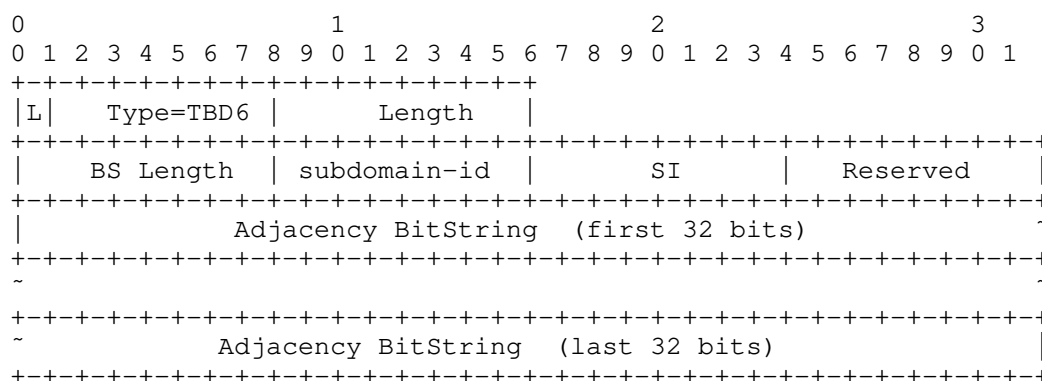 0                   1                   2                   3
0 1 2 3 4 5 6 7 8 9 0 1 2 3 4 5 6 7 8 9 0 1 2 3 4 5 6 7 8 9 0 1
+-+-+-+-+-+-+-+-+-+-+-+-+-+-+-+-+
|L|   Type=TBD6 |      Length   |
+-+-+-+-+-+-+-+-+-+-+-+-+-+-+-+-+-+-+-+-+-+-+-+-+-+-+-+-+-+-+-+-+
|    BS Length  | subdomain-id  |       SI      |   Reserved    |
+-+-+-+-+-+-+-+-+-+-+-+-+-+-+-+-+-+-+-+-+-+-+-+-+-+-+-+-+-+-+-+-+
|             Adjacency BitString  (first 32 bits)              ~
+-+-+-+-+-+-+-+-+-+-+-+-+-+-+-+-+-+-+-+-+-+-+-+-+-+-+-+-+-+-+-+-+
~                                                               ~
+-+-+-+-+-+-+-+-+-+-+-+-+-+-+-+-+-+-+-+-+-+-+-+-+-+-+-+-+-+-+-+-+
~            Adjacency BitString  (last 32 bits)                |
+-+-+-+-+-+-+-+-+-+-+-+-+-+-+-+-+-+-+-+-+-+-+-+-+-+-+-+-+-+-+-+-+